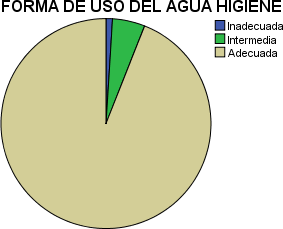 FORMA DE USO DEL AGUA HIGIENE
Inadecuada
Intermedia
Adecuada